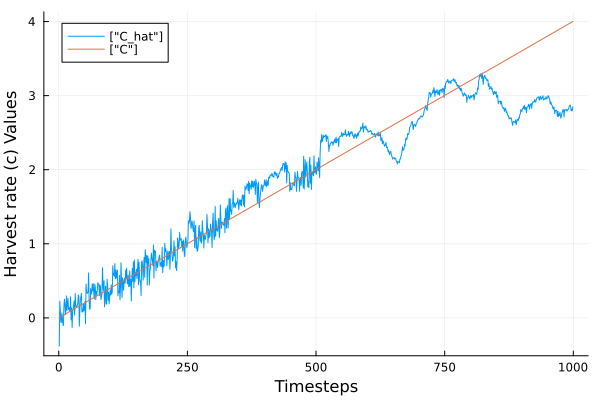 4
3
2
1
0
Harvest rate (c) Values
["C_hat"]
["C"]
0 250 500 750 1000
Timesteps